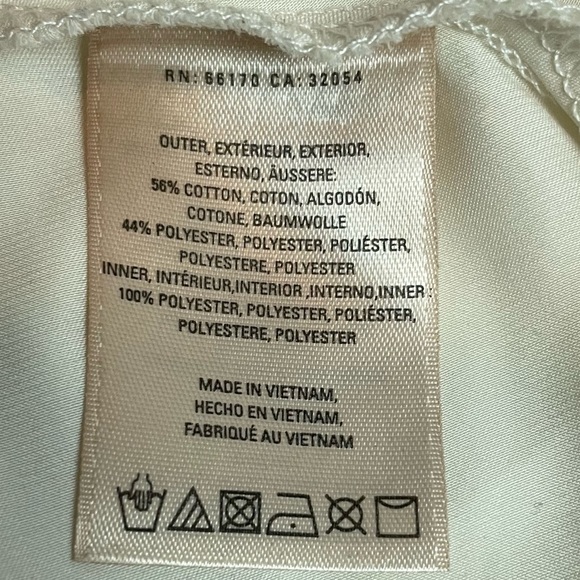 RN: 66170 CA: 32054
OUTER, EXTÉRIEUR, EXTERIOR,
ESTERNO, ÄUSSERE:
56% COTTON, COTON, ALGODÓN,
COTONE, BAUMWOLLE
44% POLYESTER, POLYESTER, POLIÉSTER,
POLYESTERE, POLYESTER
INNER, INTÉRIEUR,INTERIOR ,INTERNO,INNER :
100% POLYESTER, POLYESTER, POLIÉSTER,
POLYESTERE, POLYESTER
MADE IN VIETNAM,
HECHO EN VIETNAM,
FABRIQUÉ AU VIETNAM